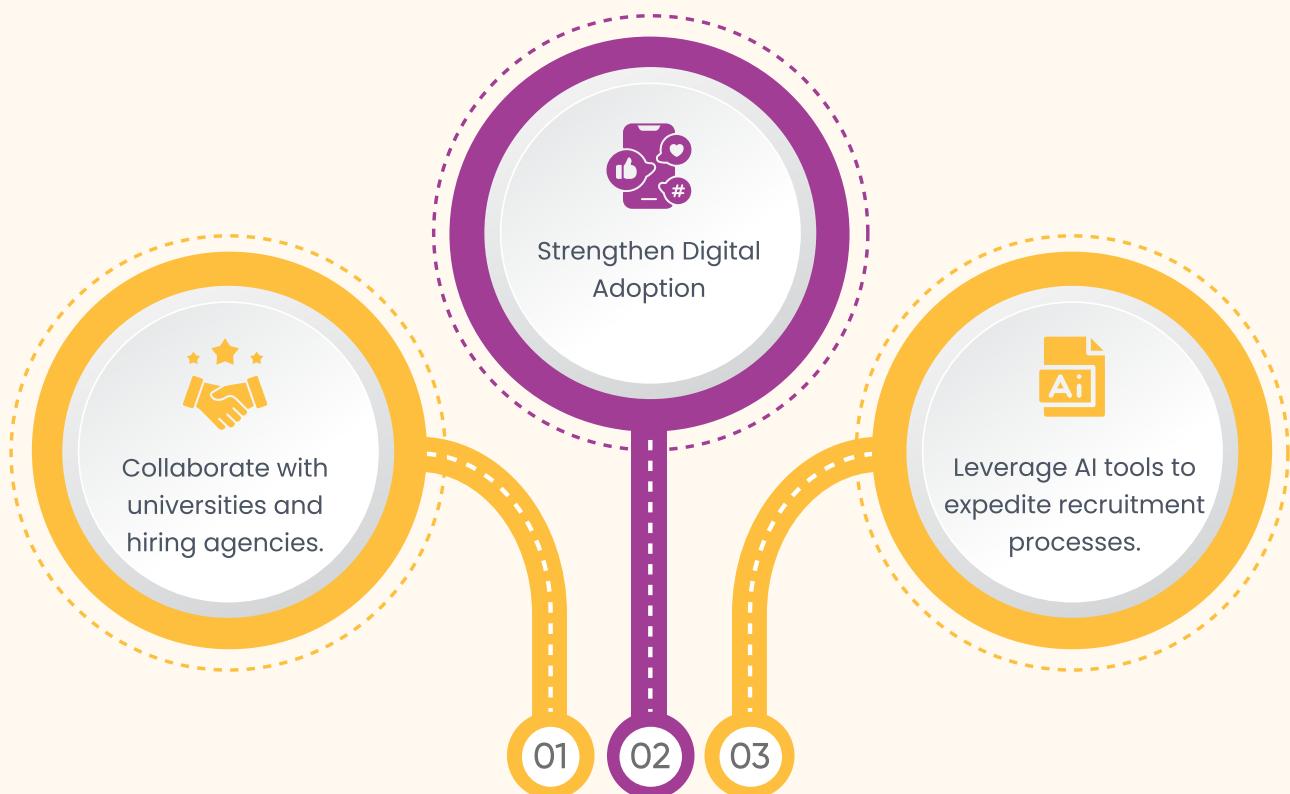 Strengthen Digital
Adoption
Collaborate with
universities and
hiring agencies.
Ai
Leverage AI tools to
expedite recruitment
processes.
#
01
02
03